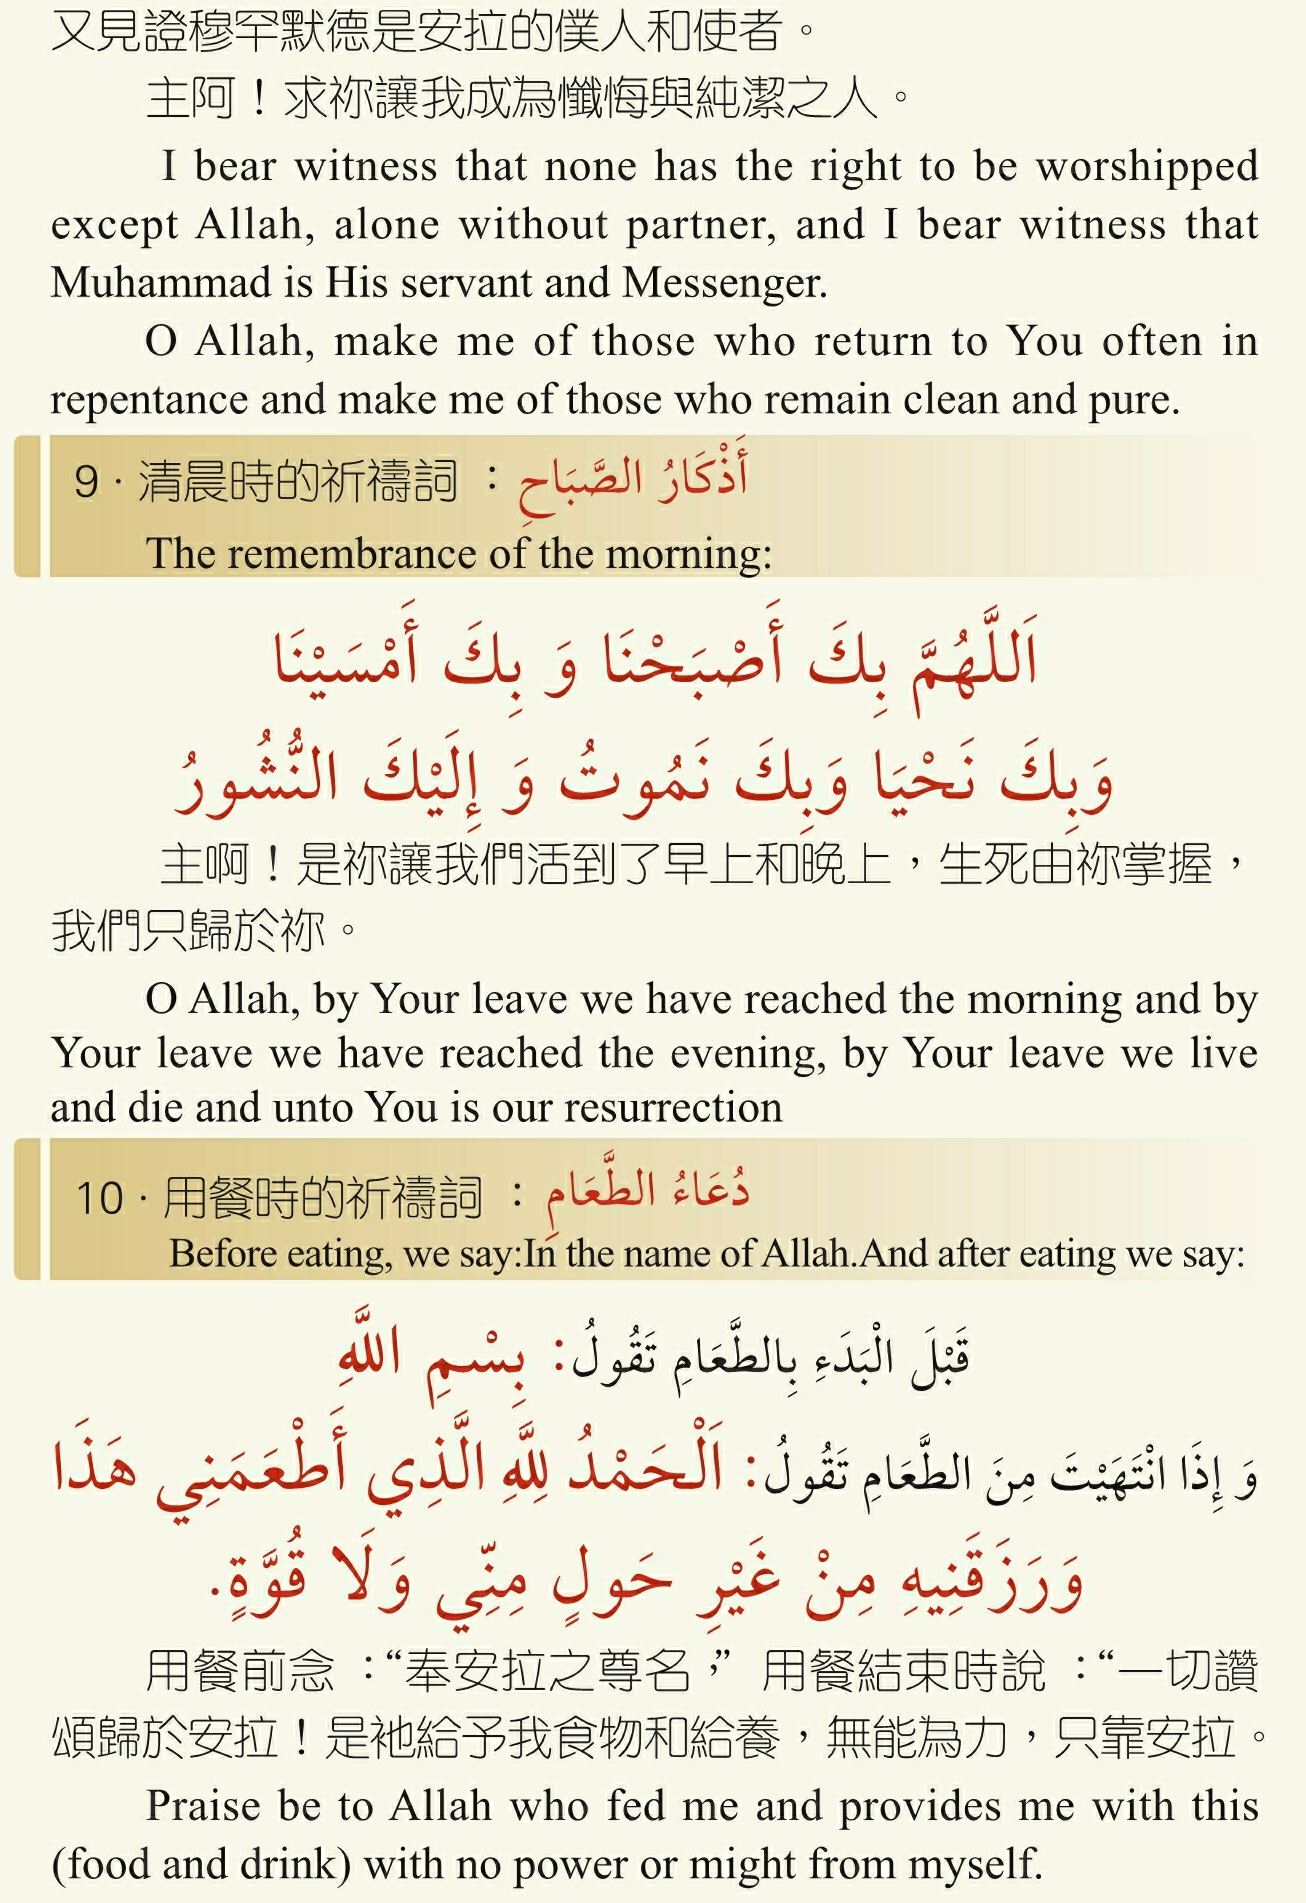 又見證穆罕默德是安拉的僕人和使者。
主阿！求祢讓我成為懺悔與純潔之人。
I bear witness that none has the right to be worshipped
except Allah, alone without partner, and I bear witness that
Muhammad is His servant and Messenger.
O Allah, make me of those who return to You often in
repentance and make me of those who remain clean and pure.
9．清晨時的祈禱詞：أَذْكَارُ الصَّبَاحِ
The remembrance of the morning:
اَللَّهُمَّ بِكَ أَصْبَحْنَا وَ بِكَ أَمْسَيْنَا
وَبِكَ نَحْيَا وَبِكَ نَمُوتُ وَ إِلَيْكَ النُّشُورُ
主啊！是祢讓我們活到了早上和晚上，生死由祢掌握，
我們只歸於祢。
O Allah, by Your leave we have reached the morning and by
Your leave we have reached the evening, by Your leave we live
and die and unto You is our resurrection
10．用餐時的祈禱詞：دُعَاءُ الطَّعَامِ
Before eating, we say:In the name of Allah.And after eating we say:
قَبْلَ الْبَدَءِ بِالطَّعَامِ تَقُولُ: بِسْمِ اللَّهِ
وَ إِذَا انْتَهَيْتَ مِنَ الطَّعَامِ تَقُولُ: اَلْحَمْدُ لِلَّهِ الَّذِي أَطْعَمَنِي هَذَا
وَرَزَقَنِيهِ مِنْ غَيْرِ حَولٍ مِنِّي وَلَا قُوَّةٍ.
用餐前念：“奉安拉之尊名，” 用餐結束時說：“一切讚
頌歸於安拉！是祂給予我食物和給養，無能為力，只靠安拉。
Praise be to Allah who fed me and provides me with this
(food and drink) with no power or might from myself.